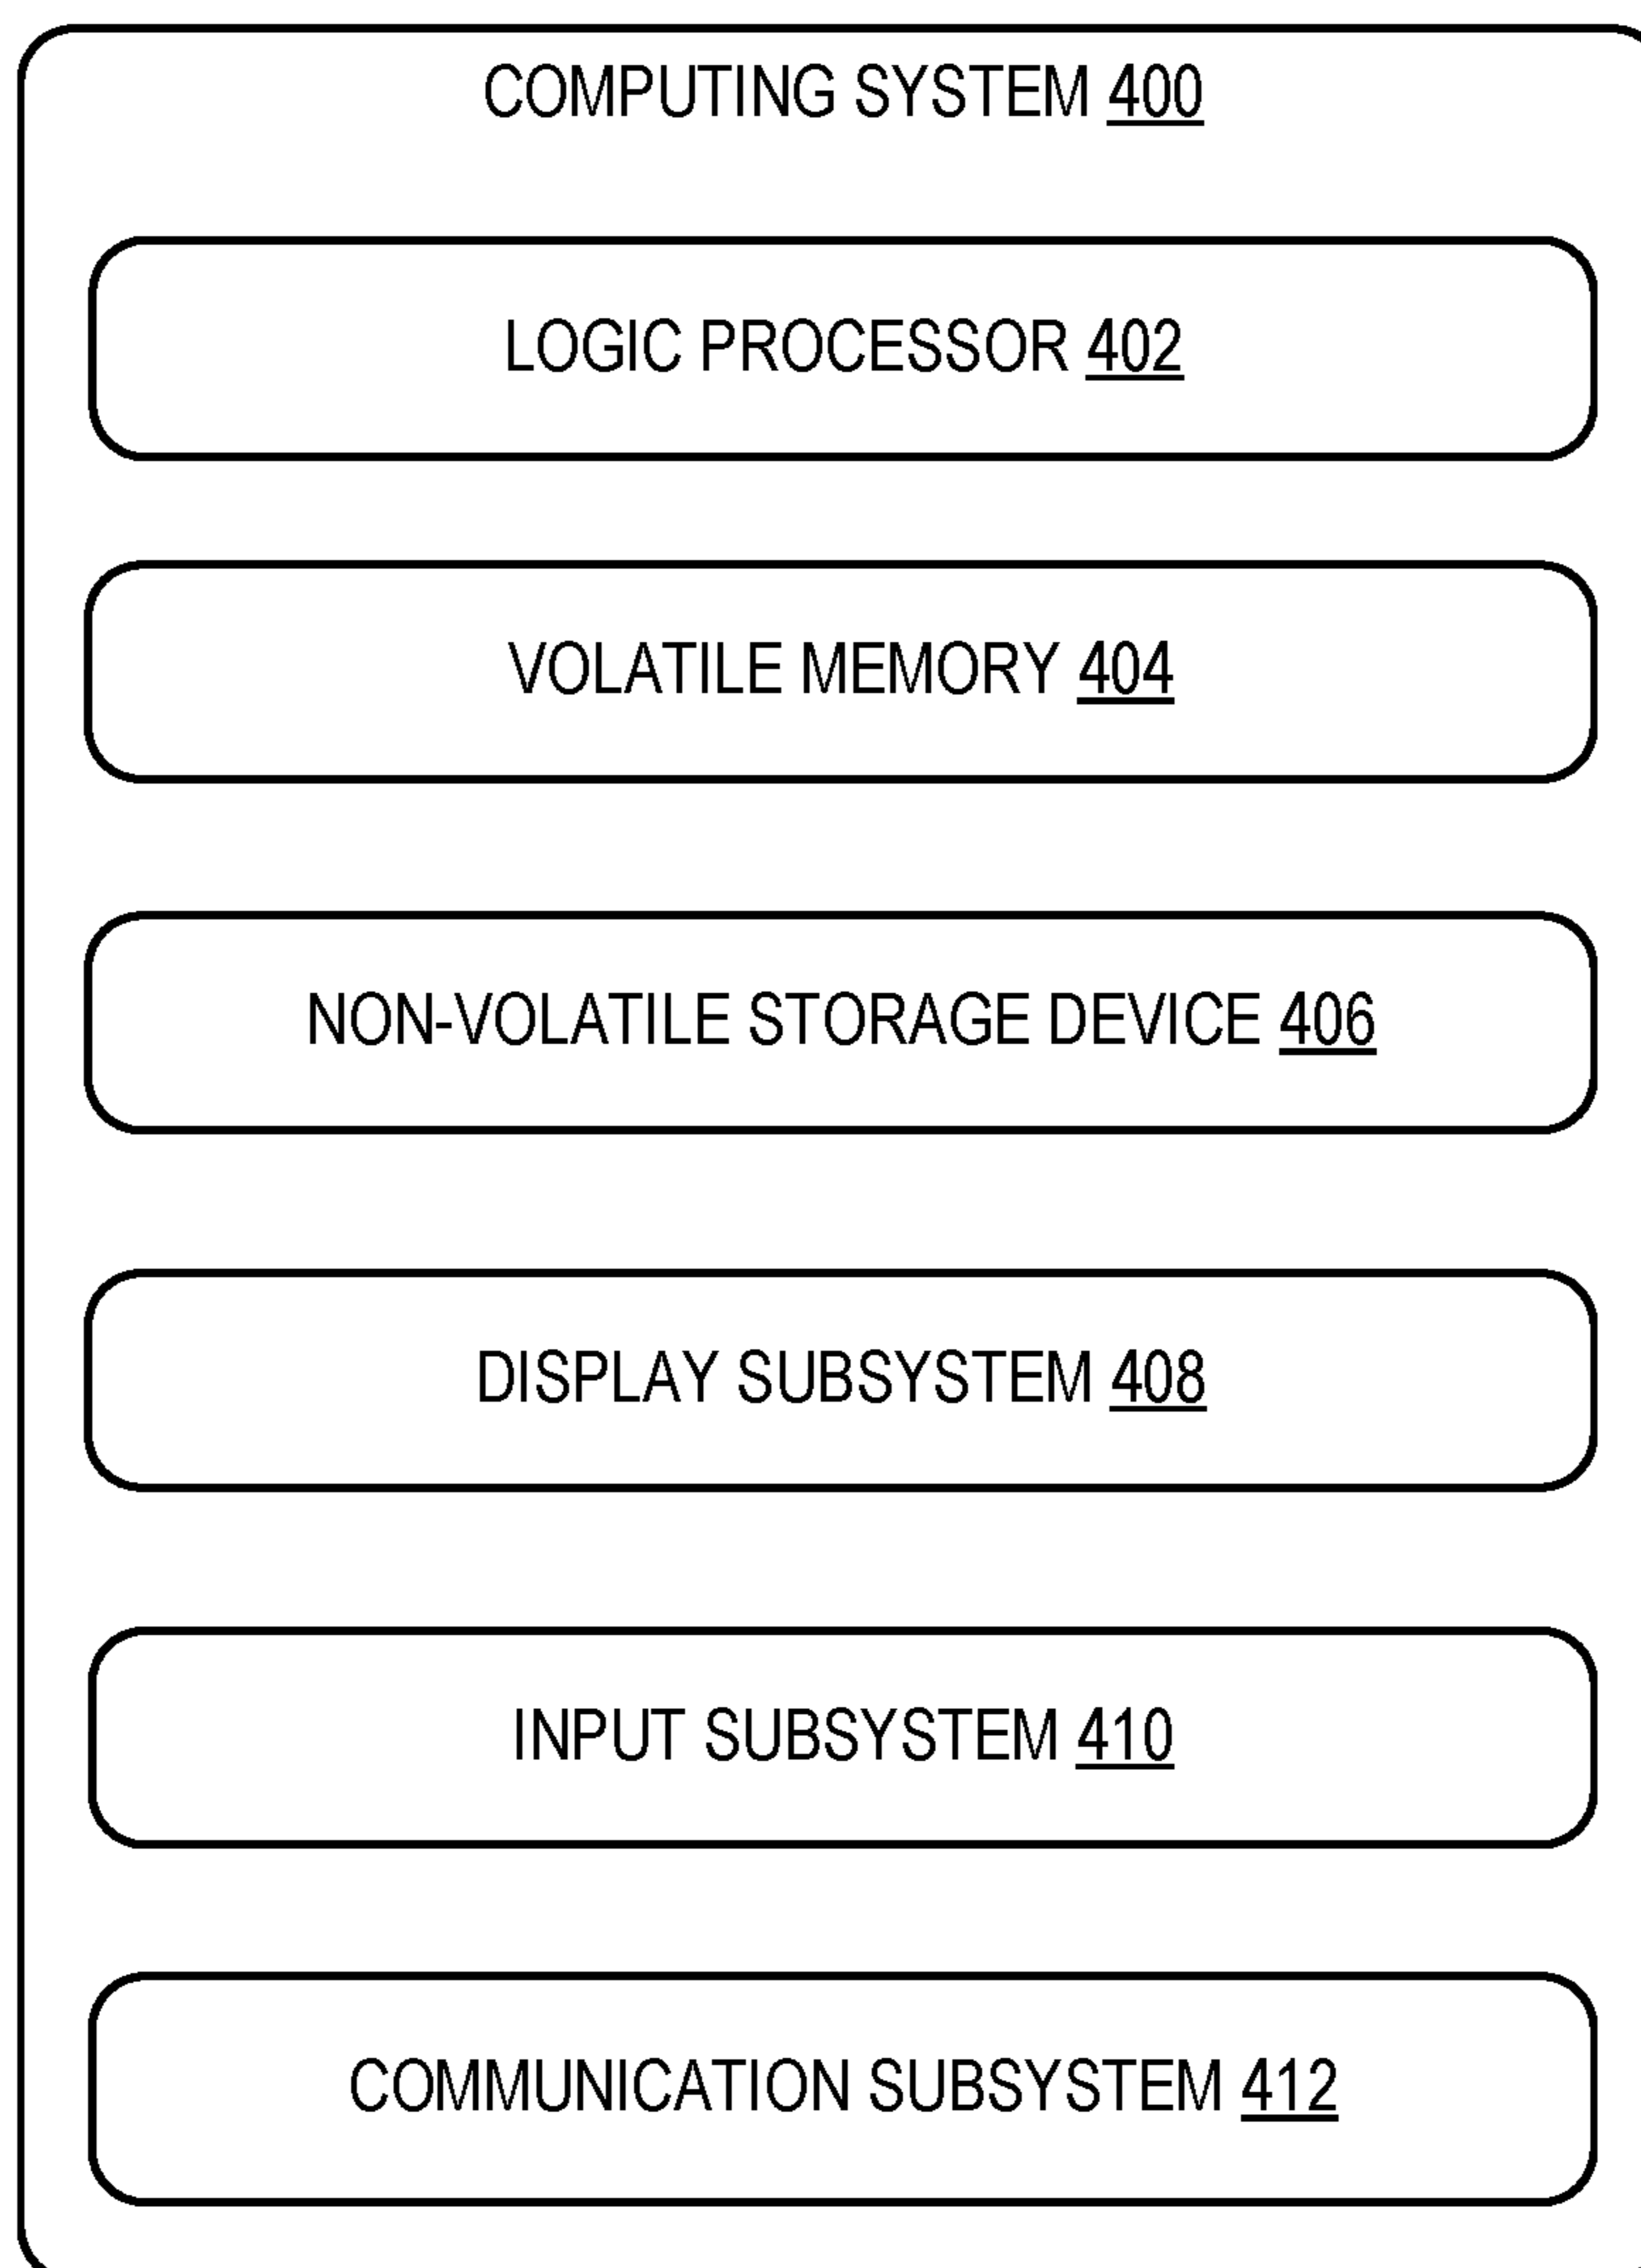 COMPUTING SYSTEM 400
LOGIC PROCESSOR 402
VOLATILE MEMORY 404
NON-VOLATILE STORAGE DEVICE 406
DISPLAY SUBSYSTEM 408
INPUT SUBSYSTEM 410
COMMUNICATION SUBSYSTEM 412